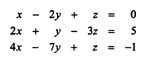 x − 2y + z = 0
2x + y − 3z = 5
4x − 7y + z = −1